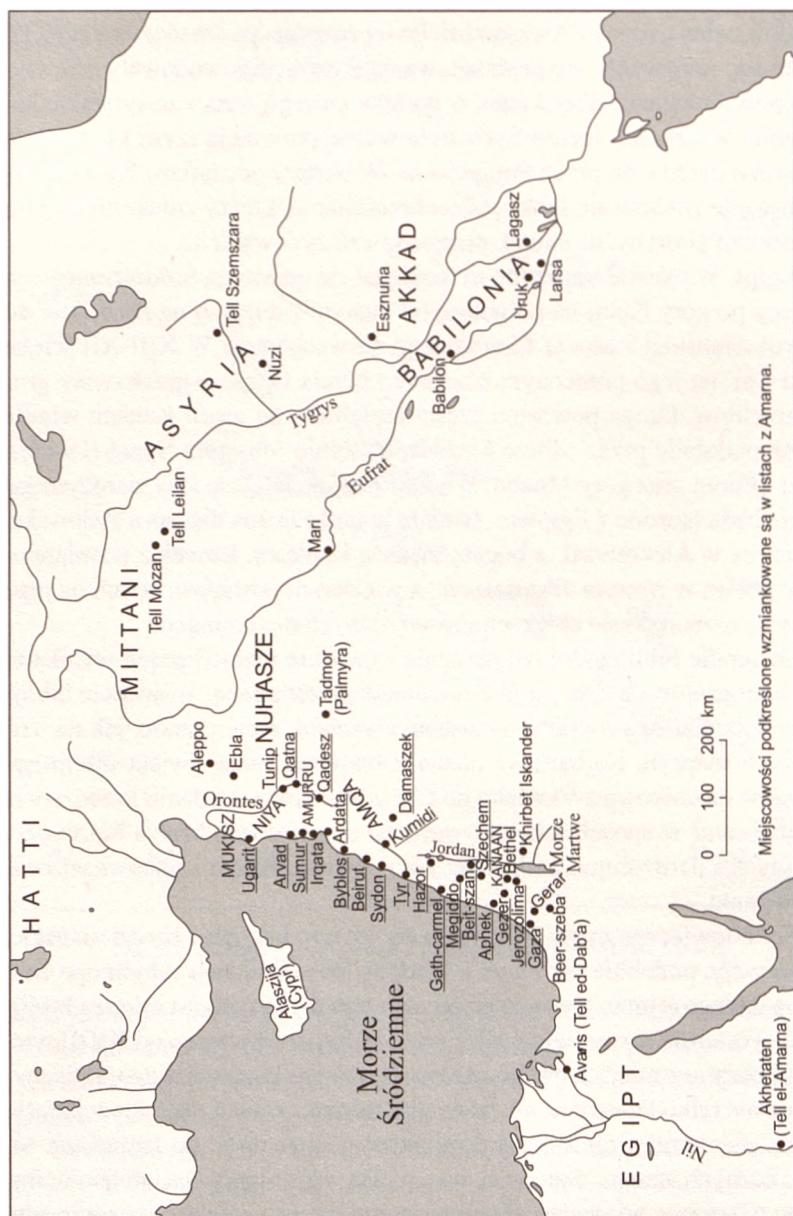 HATTI
MITTANI
Tell Mozan
Tell Leilan
ASYRIA
Tell Szemszara
Nuzi
Tygrys
Esznuna
AKKAD
BABILONIA
Babilon
Lagasz
Uruk
Larsa
Eufrat
Mari
NUHASZE
Aleppo
Ebla
Tunip
Qatna
Tadmor
(Palmyra)
Orontes
MUKISZ
NIYA
Ugarit
Arvad
AMURRU
Sumur
Qadesz
Irqata
Ardata
Byblos
AMQA
Beirut
Damaszek
Sydon
Kumidi
Alaszija
(Cypr)
Morze
Śródziemne
Tyr
Hazor
Jordan
Gath-carmel
Megiddo
Beit-szan
Szechem
Aphek
KANAAN
Gezer
Bethel
Jerozolima
Khirbet Iskander
Gerar
Morze
Martwe
Gaza
Beer-szeba
Avaris (Tell ed-Dab'a)
EGIPT
Nil
Akhetaten
(Tell el-Amarna)
0 100 200 km
Miejscowości podkreślone wzmiankowane są w listach z Amarna.